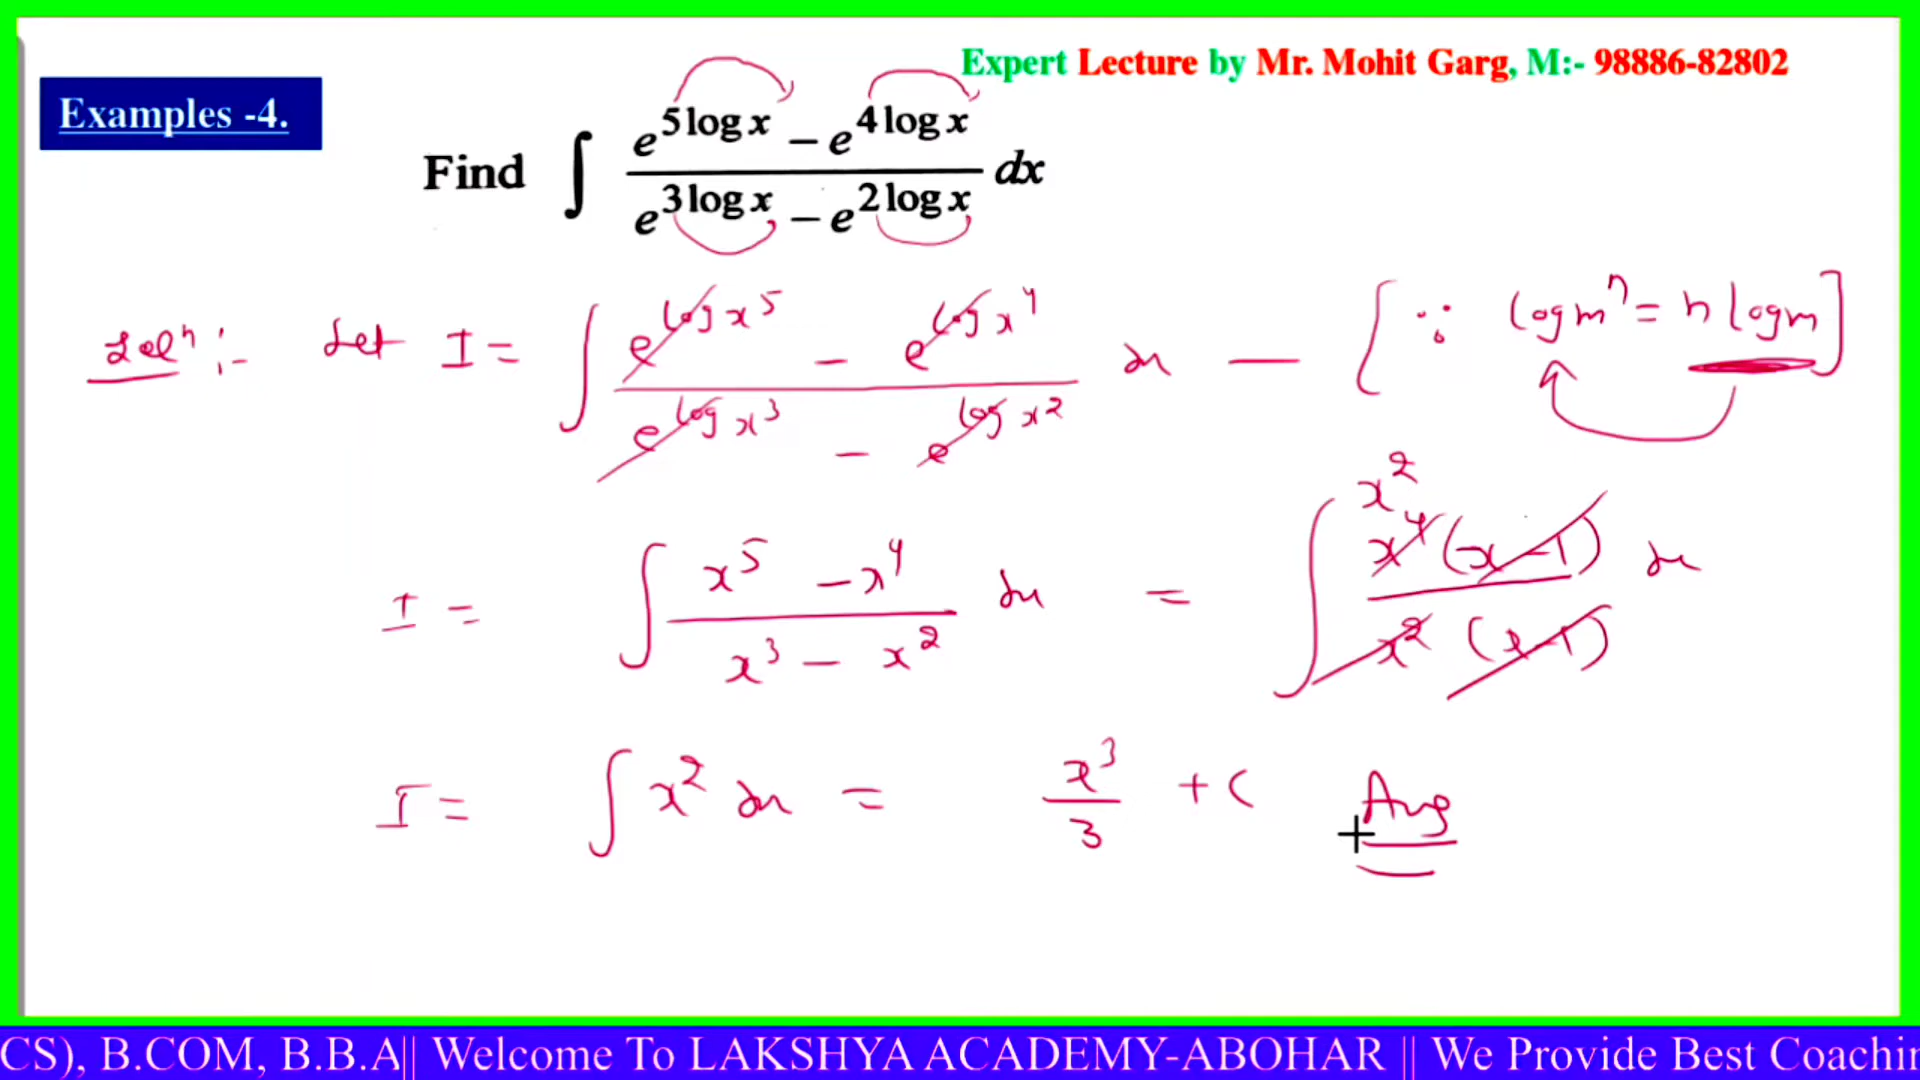 Expert Lecture by Mr. Mohit Garg, M:- 98886-82802
Examples -4.
Find ∫ (e^{5 log x} − e^{4 log x}) / (e^{3 log x} − e^{2 log x}) dx
Solⁿ :- Let I = ∫ (e^{log x⁵} − e^{log x⁴}) / (e^{log x³} − e^{log x²}) dx — [∵ log mⁿ = n log m]
I = ∫ (x⁵ − x⁴) / (x³ − x²) dx = ∫ x² x⁴(x−1) / x²(x−1) dx
I = ∫ x² dx = x³/3 + C Ans
CS), B.COM, B.B.A|| Welcome To LAKSHYA ACADEMY-ABOHAR || We Provide Best Coachin